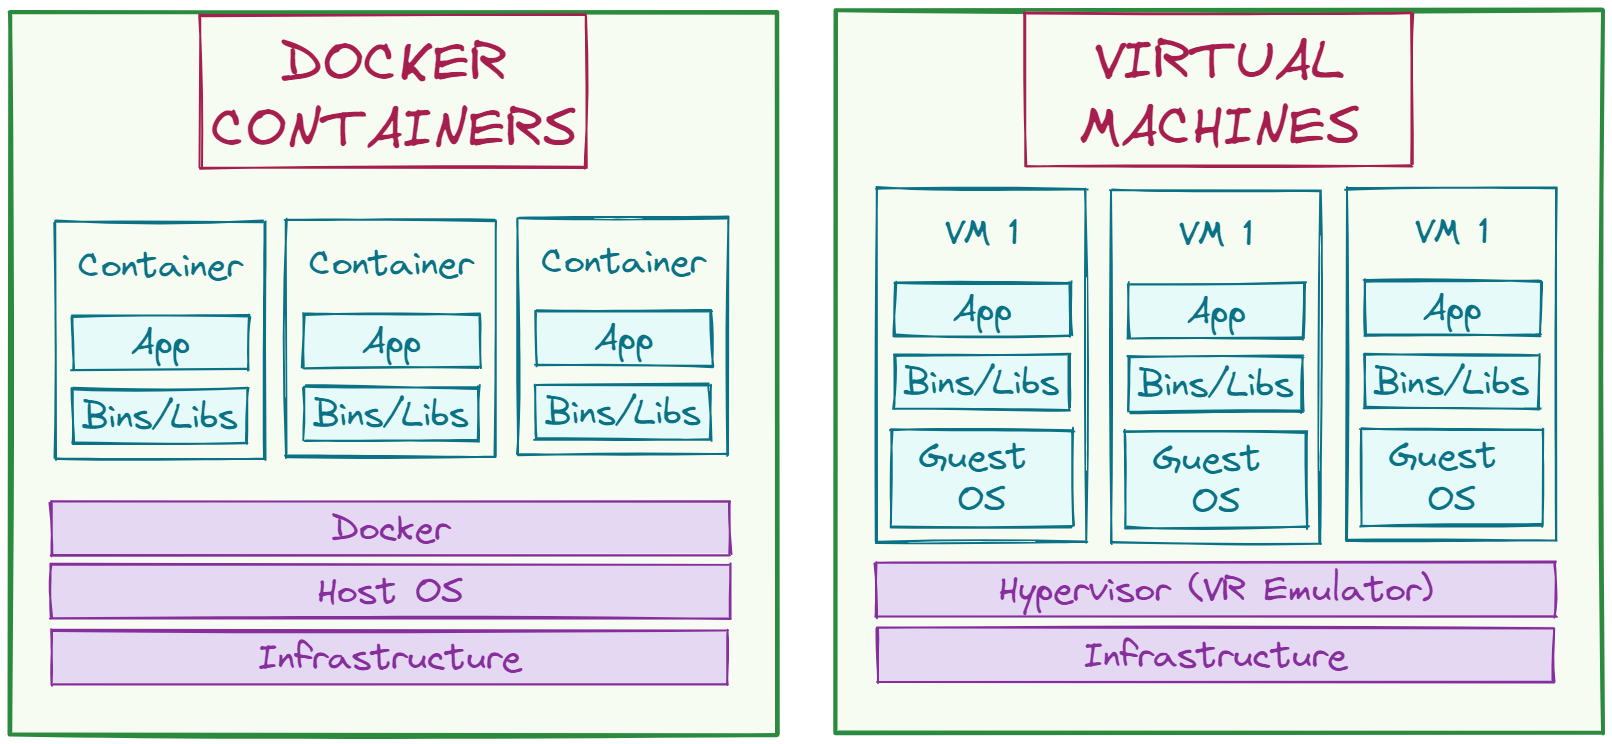 DOCKER
CONTAINERS
Container
App
Bins/Libs
Container
App
Bins/Libs
Container
App
Bins/Libs
Docker
Host OS
Infrastructure
VIRTUAL
MACHINES
VM 1
App
Bins/Libs
Guest
OS
VM 1
App
Bins/Libs
Guest
OS
VM 1
App
Bins/Libs
Guest
OS
Hypervisor (VR Emulator)
Infrastructure